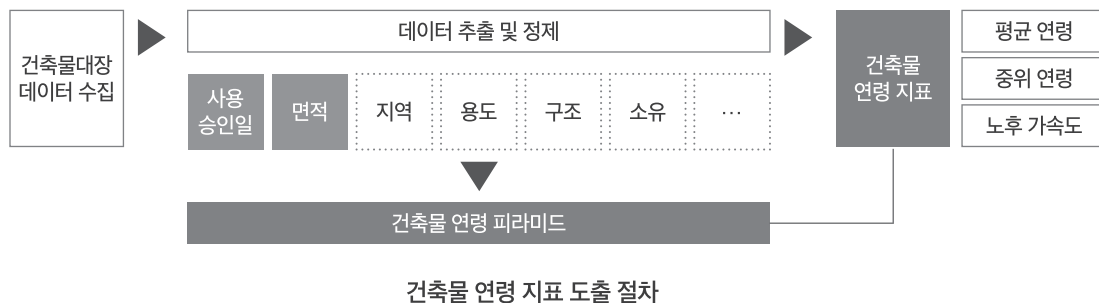 건축물대장
데이터 수집
데이터 추출 및 정제
사용
승인일
면적
지역
용도
구조
소유
…
건축물 연령 피라미드
건축물
연령 지표
평균 연령
중위 연령
노후 가속도
건축물 연령 지표 도출 절차